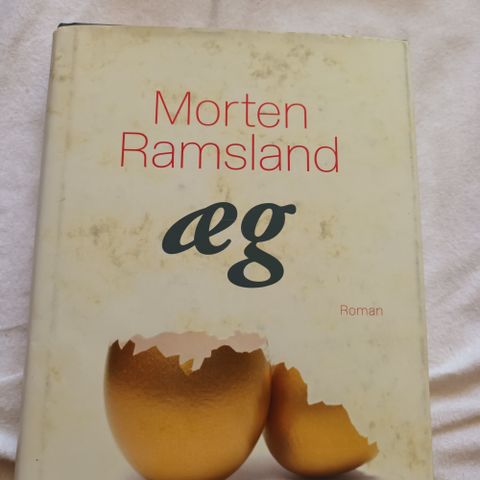 Morten
Ramsland
æg
Roman